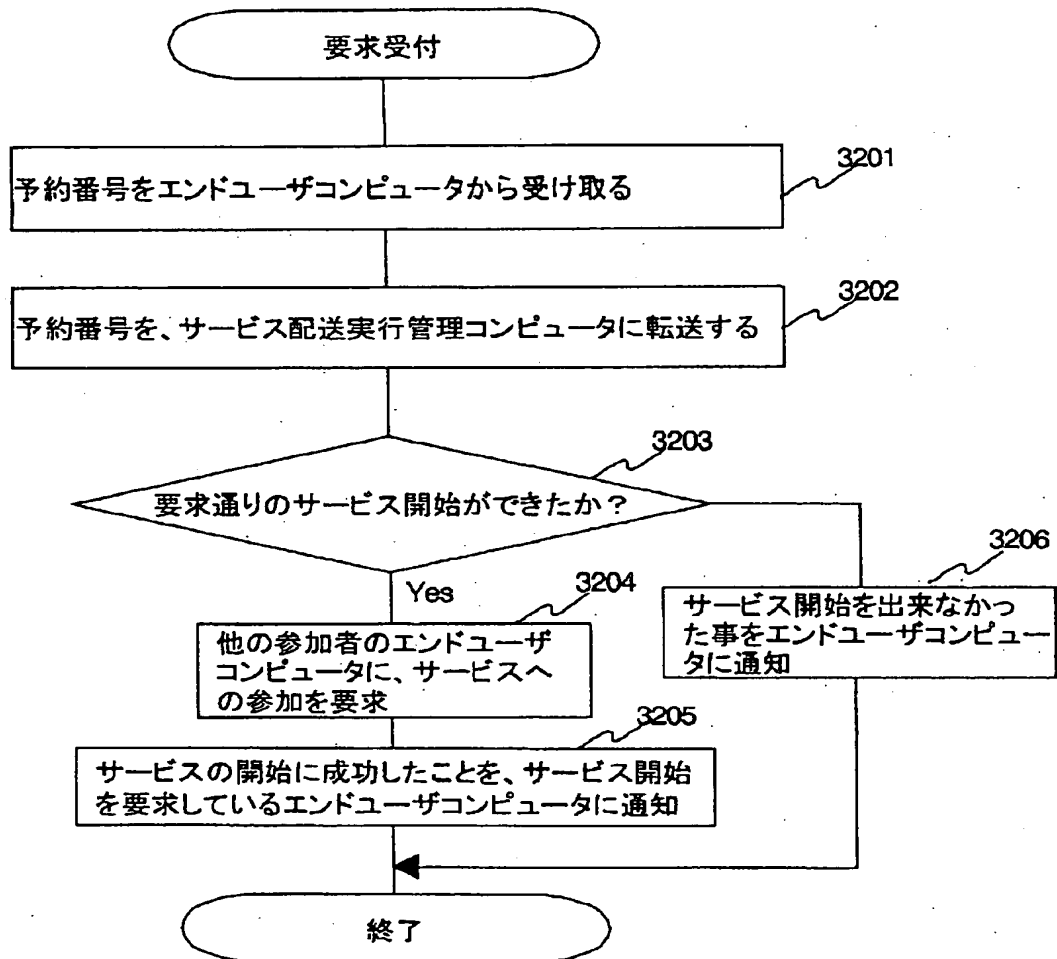 要求受付
3201
予約番号をエンドユーザコンピュータから受け取る
3202
予約番号を、サービス配送実行管理コンピュータに転送する
3203
要求通りのサービス開始ができたか?
Yes
3204
他の参加者のエンドユーザ
コンピュータに、サービスへ
の参加を要求
3206
サービス開始を出来なかっ
た事をエンドユーザコンピュー
タに通知
3205
サービスの開始に成功したことを、サービス開始
を要求しているエンドユーザコンピュータに通知
終了